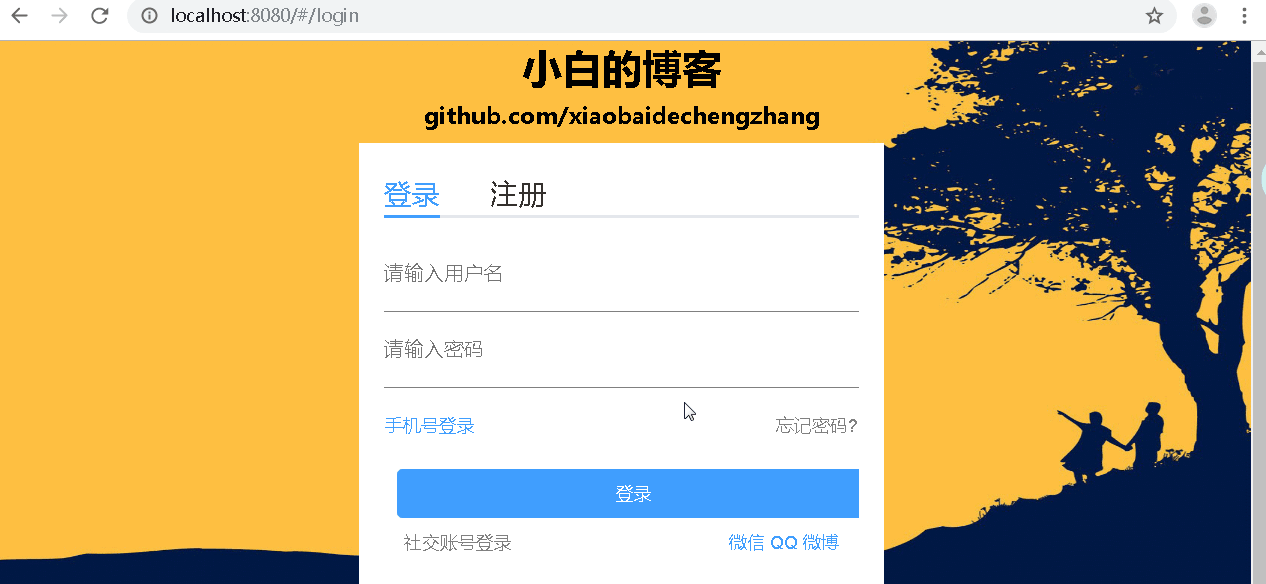 localhost:8080/#/login
小白的博客
github.com/xiaobaidechengzhang
登录 注册
请输入用户名
请输入密码
手机号登录 忘记密码?
登录
社交账号登录 微信 QQ 微博